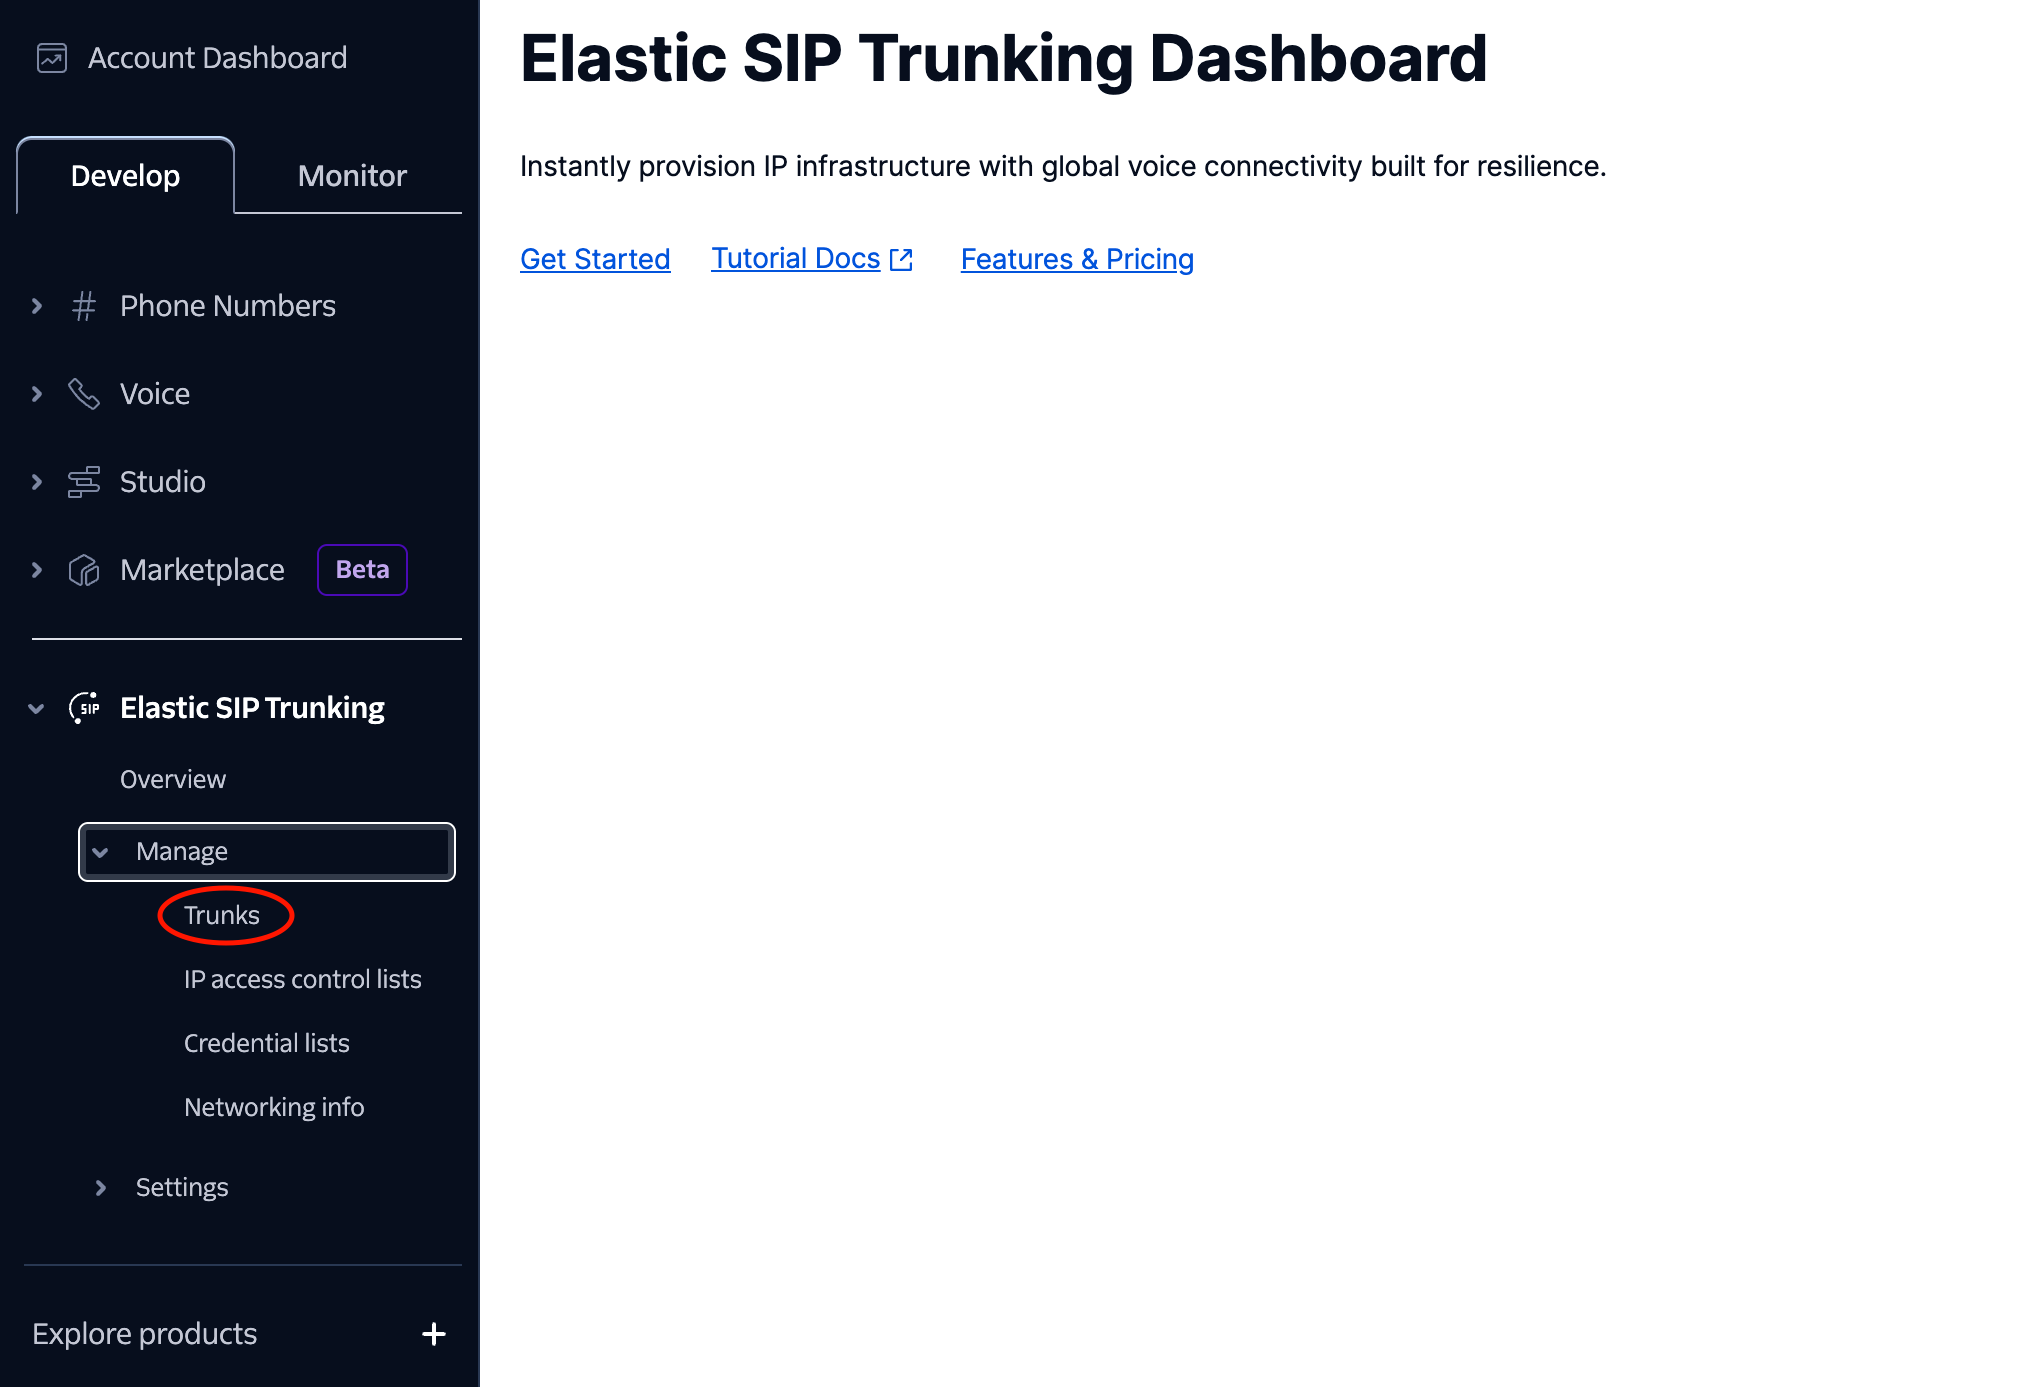 Account Dashboard
Develop
Monitor
# Phone Numbers
Voice
Studio
Marketplace
Beta
SIP
Elastic SIP Trunking
Overview
Manage
Trunks
IP access control lists
Credential lists
Networking info
Settings
Explore products
+
Elastic SIP Trunking Dashboard
Instantly provision IP infrastructure with global voice connectivity built for resilience.
Get Started
Tutorial Docs
Features & Pricing